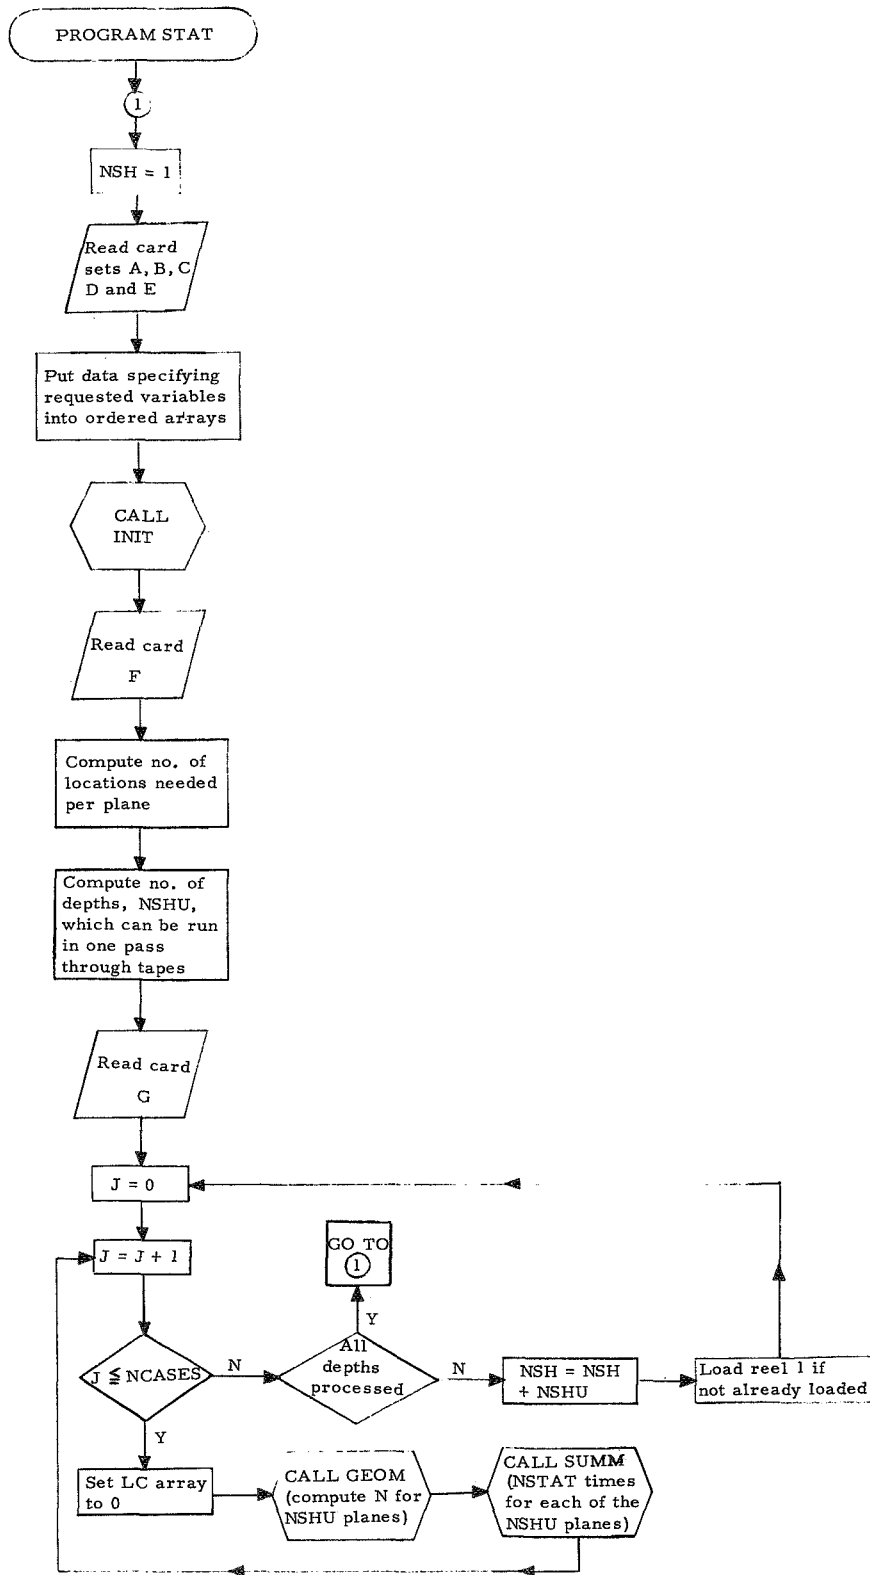 PROGRAM STAT
1
NSH = 1
Read card
sets A, B, C
D and E
Put data specifying
requested variables
into ordered arrays
CALL
INIT
Read card
F
Compute no. of
locations needed
per plane
Compute no. of
depths, NSHU,
which can be run
in one pass
through tapes
Read card
G
J = 0
J = J + 1
GO TO
1
Y
J ≦ NCASES
N
All
depths
processed
N
NSH = NSH
+ NSHU
Load reel 1 if
not already loaded
Y
Set LC array
to 0
CALL GEOM
(compute N for
NSHU planes)
CALL SUMM
(NSTAT times
for each of the
NSHU planes)